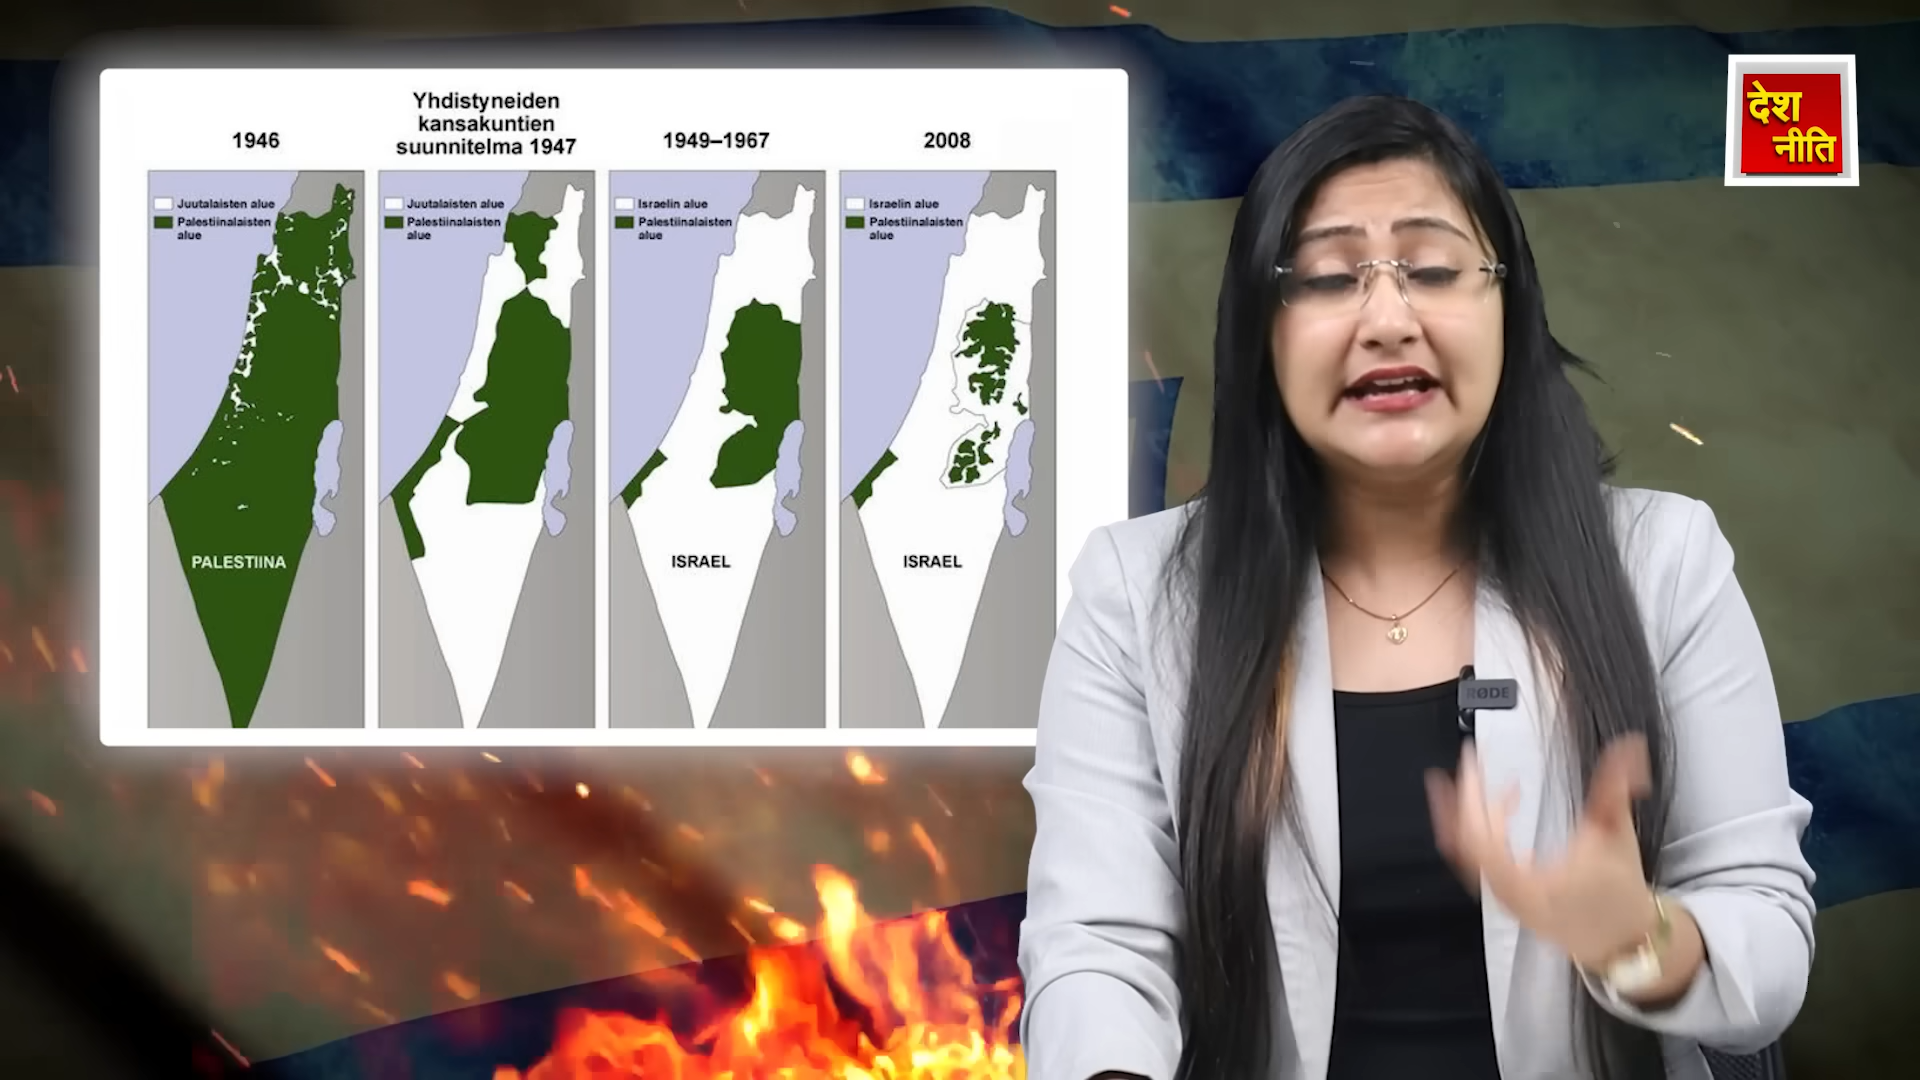 देश
नीति
1946
Yhdistyneiden
kansakuntien
suunnitelma 1947
1949–1967
2008
Juutalaisten alue
Palestiinalaisten
alue
PALESTIINA
Juutalaisten alue
Palestiinalaisten
alue
Israelin alue
Palestiinalaisten
alue
ISRAEL
Israelin alue
Palestiinalaisten
alue
ISRAEL
RØDE